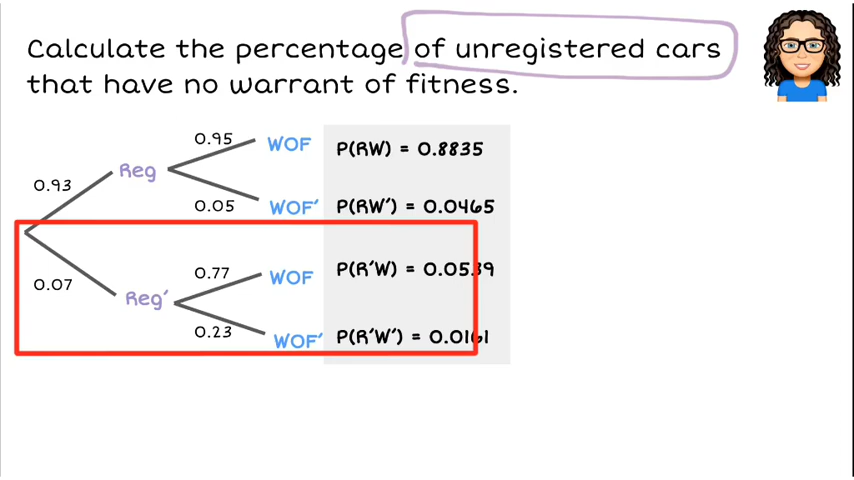 Calculate the percentage of unregistered cars
that have no warrant of fitness.
0.95
WOF
P(RW) = 0.8835
Reg
0.93
0.05
WOF'
P(RW') = 0.0465
0.77
WOF
P(R'W) = 0.0539
0.07
Reg'
0.23
WOF'
P(R'W') = 0.0161